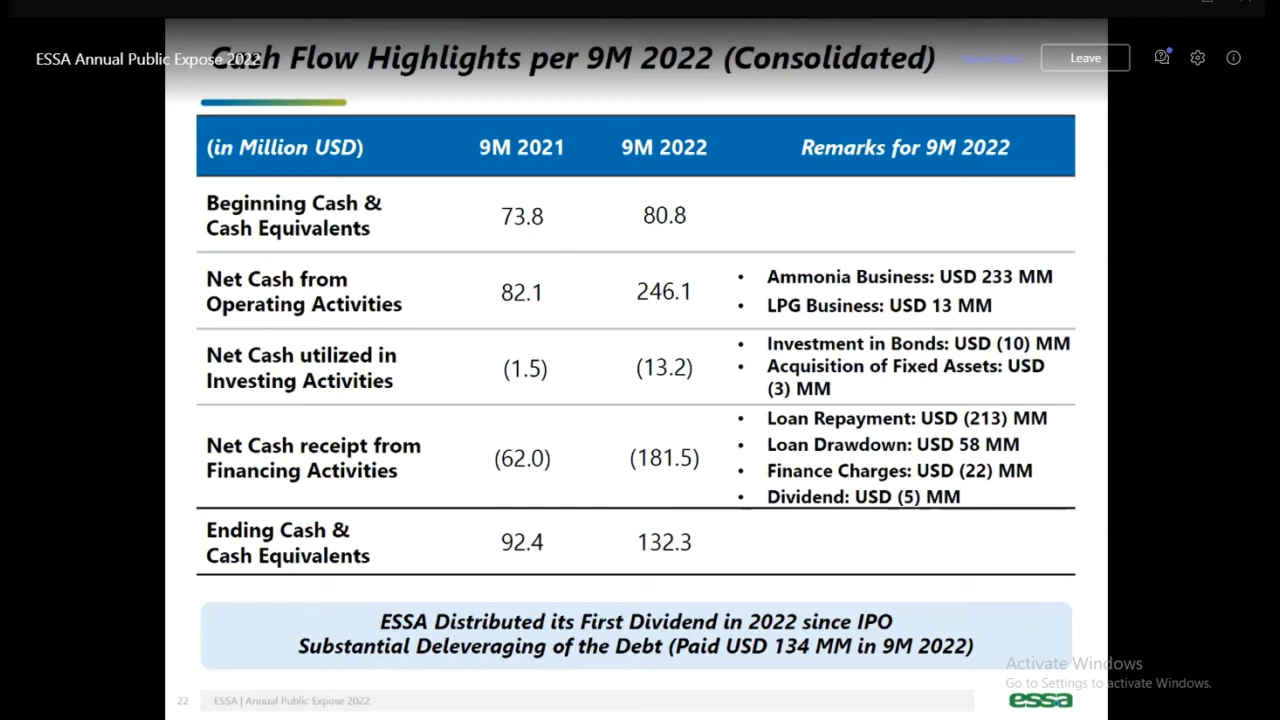 Cash Flow Highlights per 9M 2022 (Consolidated)
ESSA Annual Public Expose 2022
Leave
(in Million USD) 9M 2021 9M 2022 Remarks for 9M 2022
Beginning Cash &
Cash Equivalents
73.8 80.8
Net Cash from
Operating Activities
82.1 246.1
• Ammonia Business: USD 233 MM
• LPG Business: USD 13 MM
Net Cash utilized in
Investing Activities
(1.5) (13.2)
• Investment in Bonds: USD (10) MM
• Acquisition of Fixed Assets: USD
(3) MM
Net Cash receipt from
Financing Activities
(62.0) (181.5)
• Loan Repayment: USD (213) MM
• Loan Drawdown: USD 58 MM
• Finance Charges: USD (22) MM
• Dividend: USD (5) MM
Ending Cash &
Cash Equivalents
92.4 132.3
ESSA Distributed its First Dividend in 2022 since IPO
Substantial Deleveraging of the Debt (Paid USD 134 MM in 9M 2022)
Activate Windows
Go to Settings to activate Windows.
22 ESSA | Annual Public Expose 2022
essa